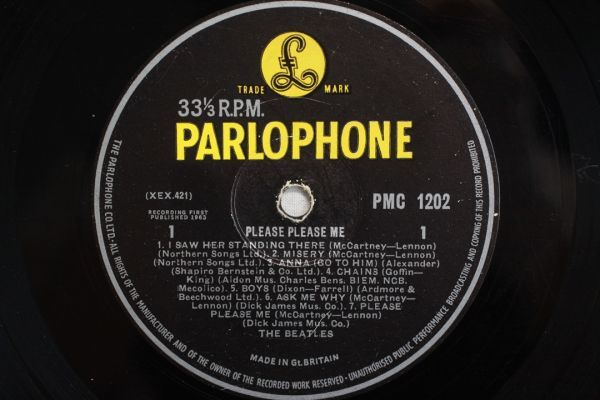 £
TRADE MARK
33⅓ R.P.M.
PARLOPHONE
(XEX.421)
PMC 1202
RECORDING FIRST
PUBLISHED 1963
1 PLEASE PLEASE ME 1
1. I SAW HER STANDING THERE (McCartney—Lennon)
(Northern Songs Ltd.). 2. MISERY (McCartney—Lennon)
(Northern Songs Ltd.). 3. ANNA (GO TO HIM) (Alexander)
(Shapiro Bernstein & Co. Ltd.). 4. CHAINS (Goffin—
King) (Aldon Mus. Charles Bens. BIEM. NCB.
Mecolico). 5. BOYS (Dixon—Farrell) (Ardmore &
Beechwood Ltd.). 6. ASK ME WHY (McCartney—
Lennon) (Dick James Mus. Co.). 7. PLEASE
PLEASE ME (McCartney—Lennon)
(Dick James Mus. Co.)
THE BEATLES
MADE IN Gt. BRITAIN
THE PARLOPHONE CO. LTD.-ALL RIGHTS OF THE MANUFACTURER AND OF THE OWNER OF THE RECORDED WORK RESERVED-UNAUTHORISED PUBLIC PERFORMANCE BROADCASTING AND COPYING OF THIS RECORD PROHIBITED